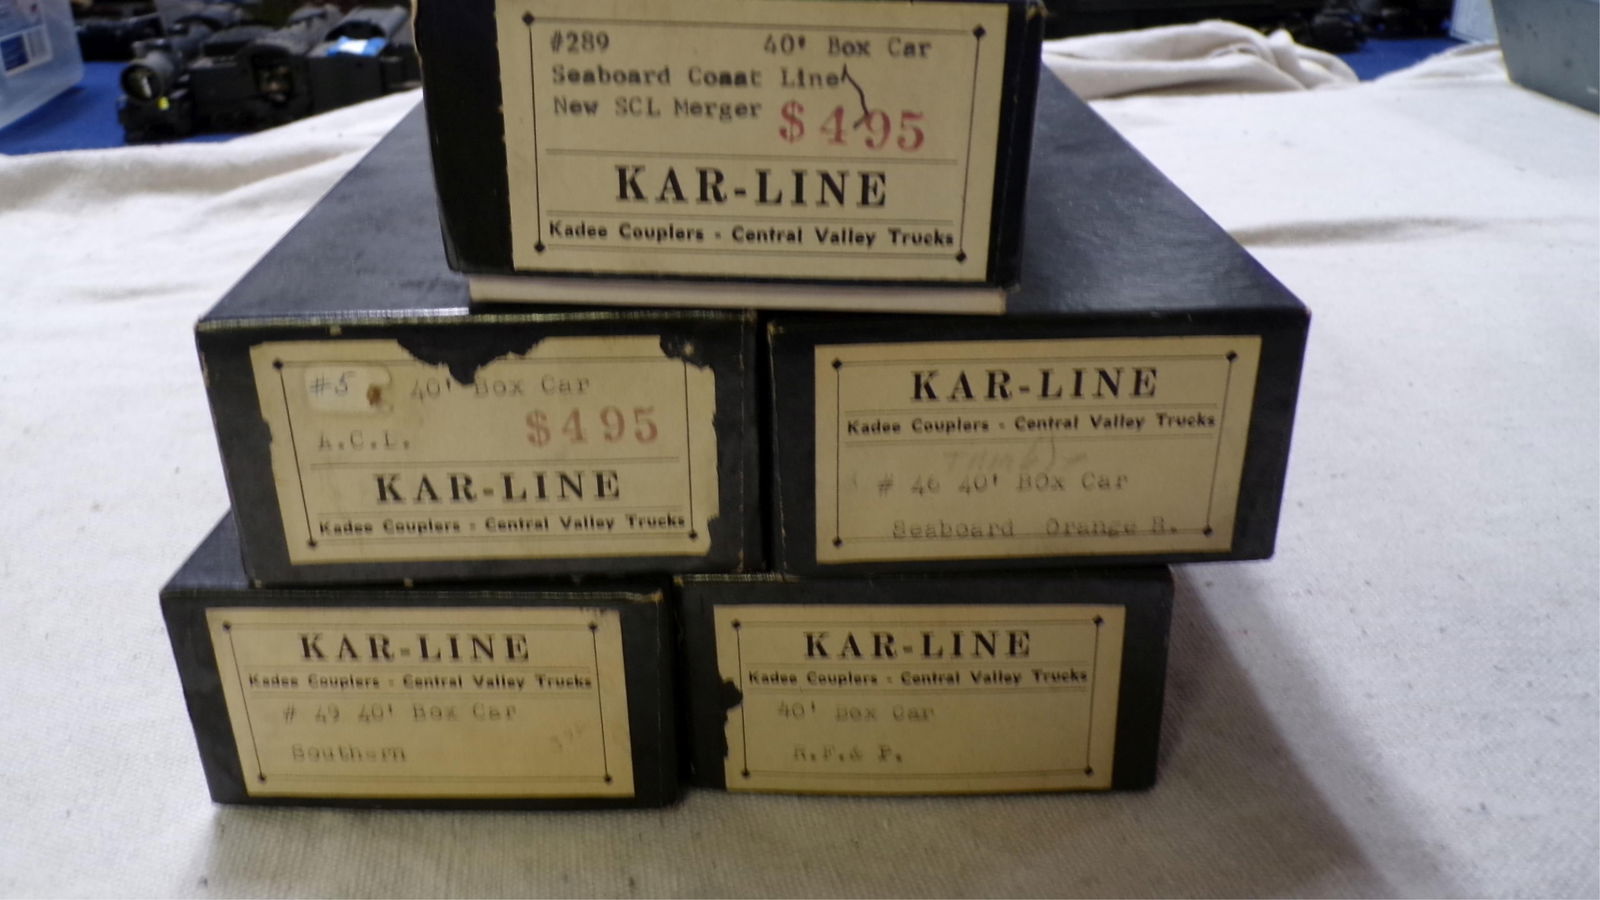 #289 40' Box Car
Seaboard Coast Line
New SCL Merger $495
KAR-LINE
Kadee Couplers - Central Valley Trucks
#5 40' Box Car
$495
A.C.L.
KAR-LINE
Kadee Couplers - Central Valley Trucks
KAR-LINE
Kadee Couplers - Central Valley Trucks
# 46 40' BOx Car
Seaboard Orange B.
KAR-LINE
Kadee Couplers - Central Valley Trucks
# 49 40' Box Car
Southern
KAR-LINE
Kadee Couplers - Central Valley Trucks
40' Box Car
R.F.& P.